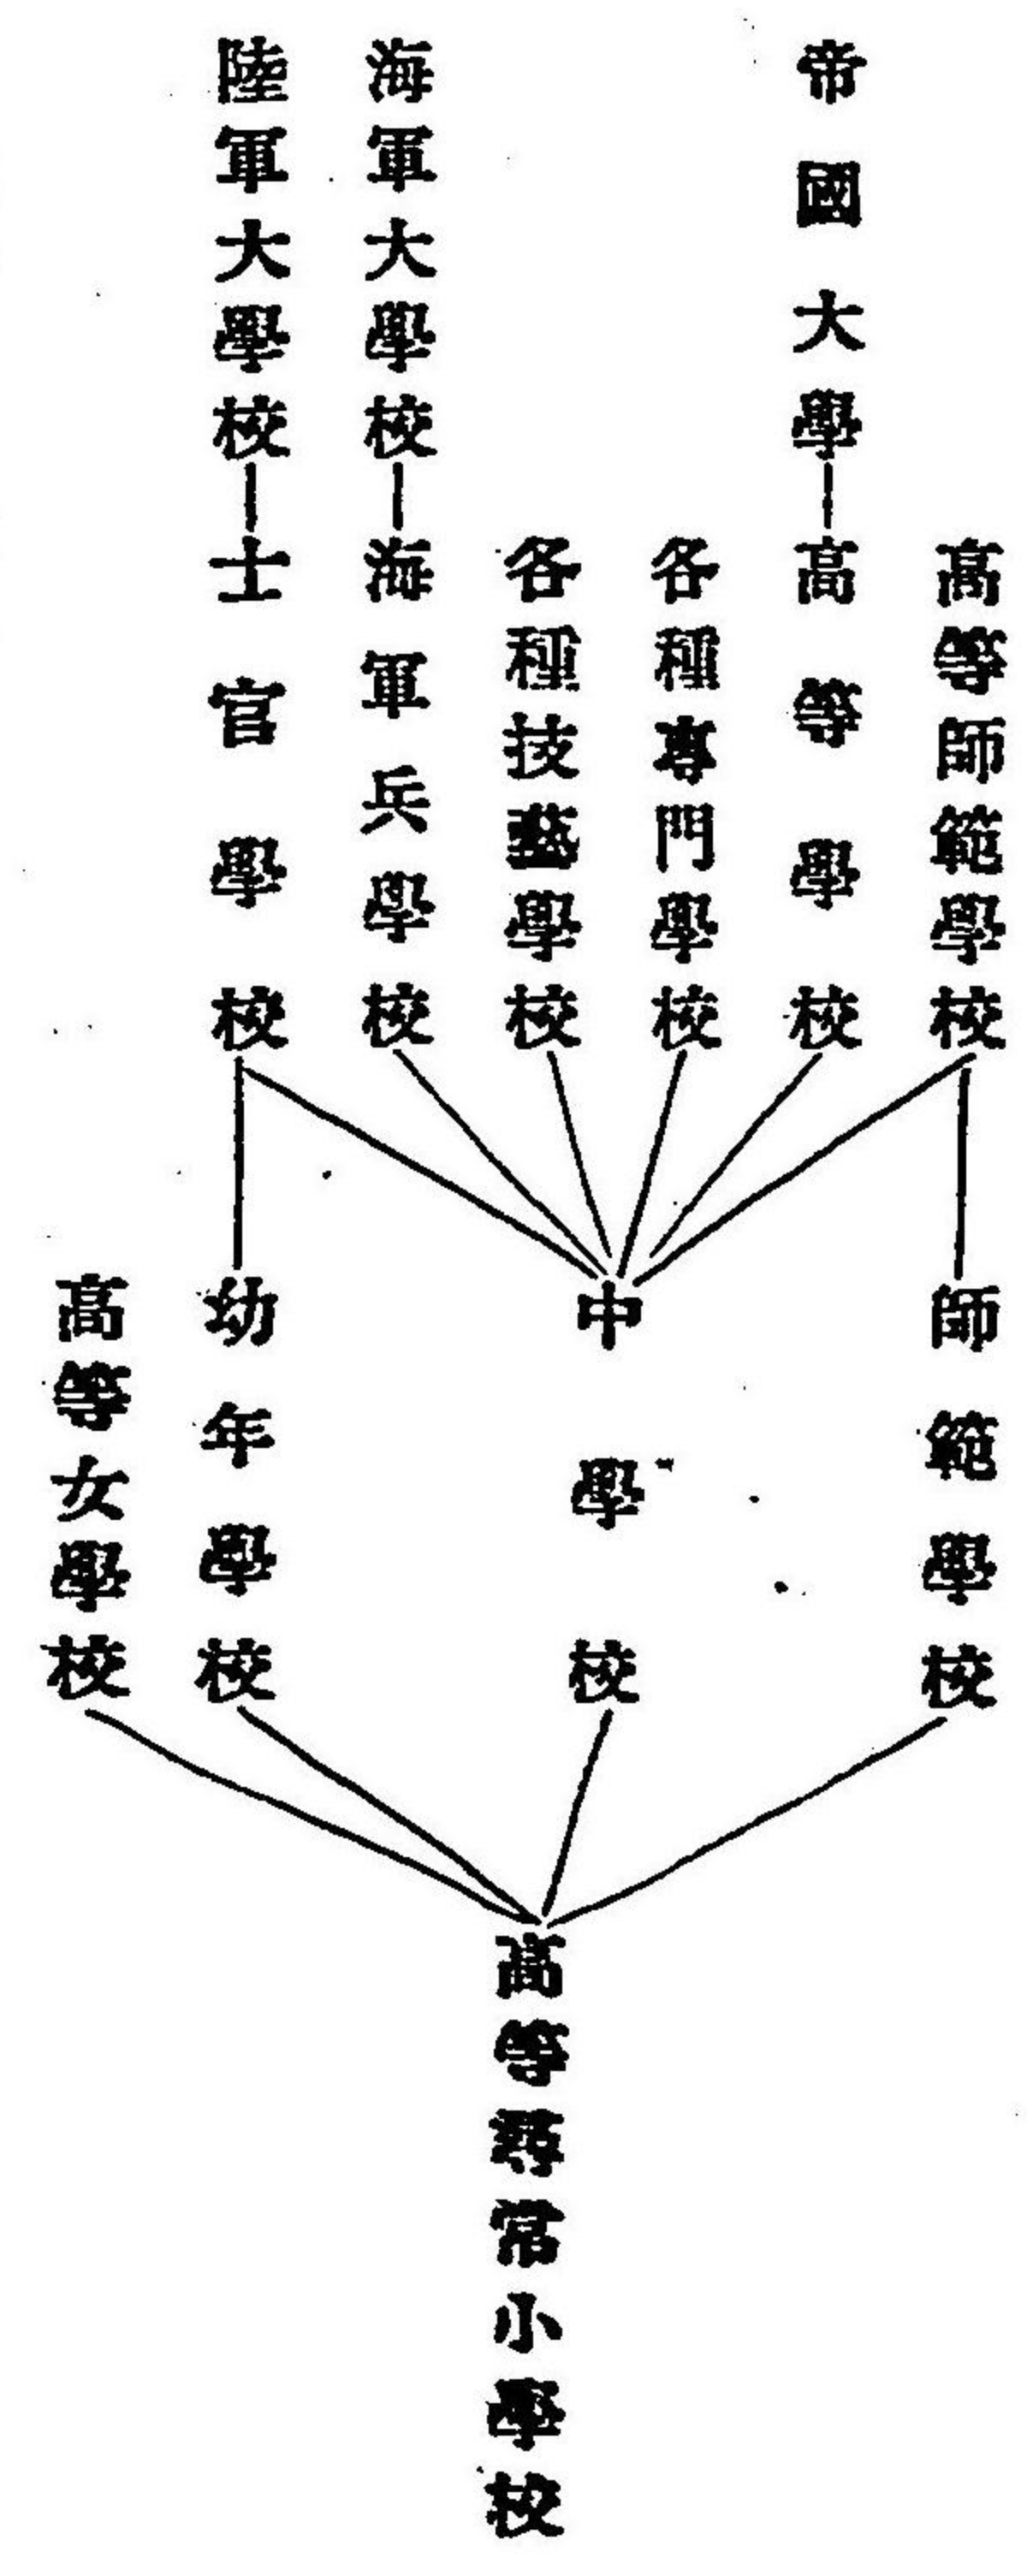 帝國大學
海軍大學校
陸軍大學校
高等師範學校
高等學校
各種專門學校
各種技藝學校
海軍兵學校
士官學校
師範學校
中學校
幼年學校
高等女學校
高等尋常小學校